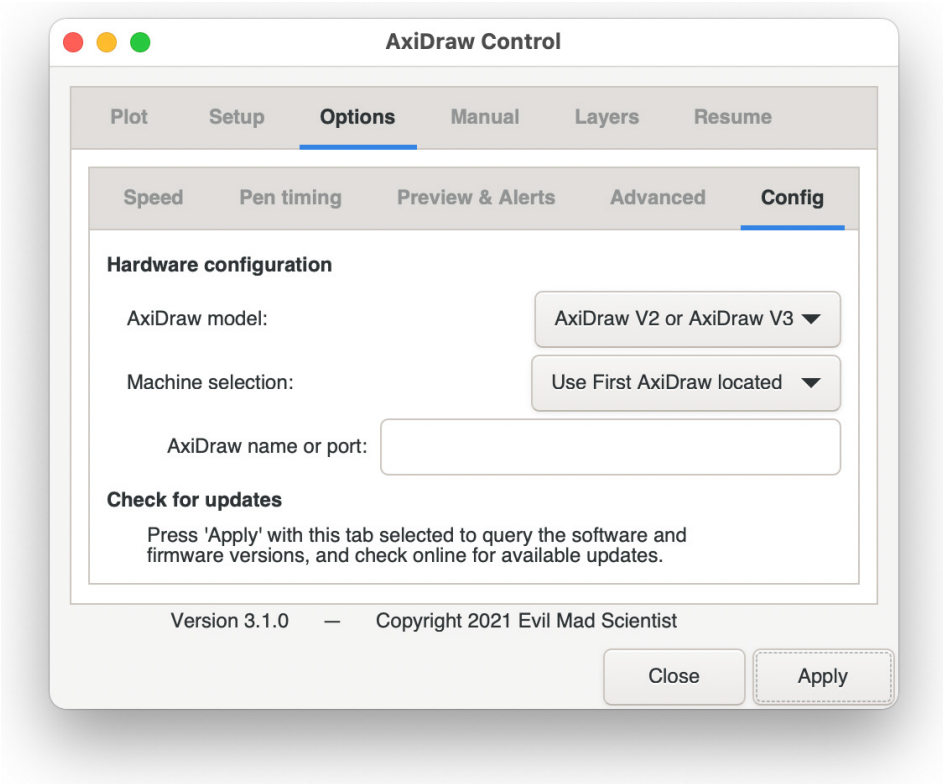 AxiDraw Control
Plot Setup Options Manual Layers Resume
Speed Pen timing Preview & Alerts Advanced Config
Hardware configuration
AxiDraw model: AxiDraw V2 or AxiDraw V3
Machine selection: Use First AxiDraw located
AxiDraw name or port:
Check for updates
Press 'Apply' with this tab selected to query the software and
firmware versions, and check online for available updates.
Version 3.1.0 — Copyright 2021 Evil Mad Scientist
Close Apply